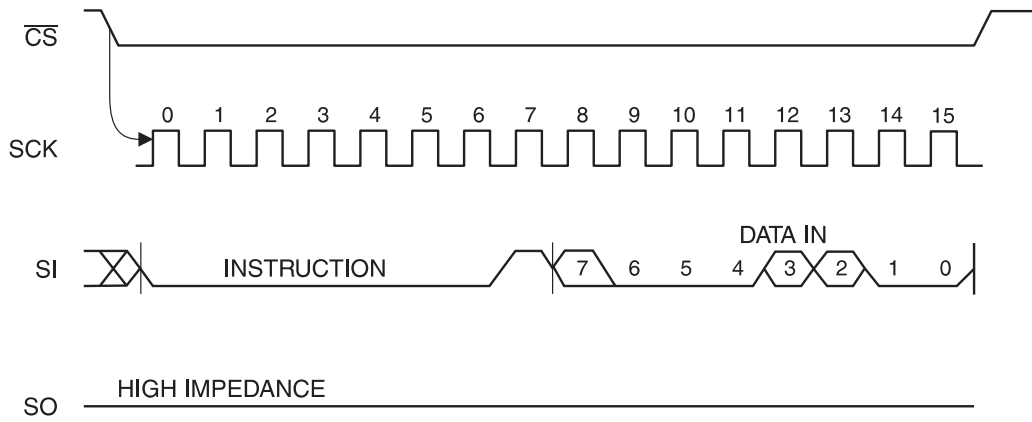 CS
0 1 2 3 4 5 6 7 8 9 10 11 12 13 14 15
SCK
DATA IN
SI
INSTRUCTION
7 6 5 4 3 2 1 0
HIGH IMPEDANCE
SO